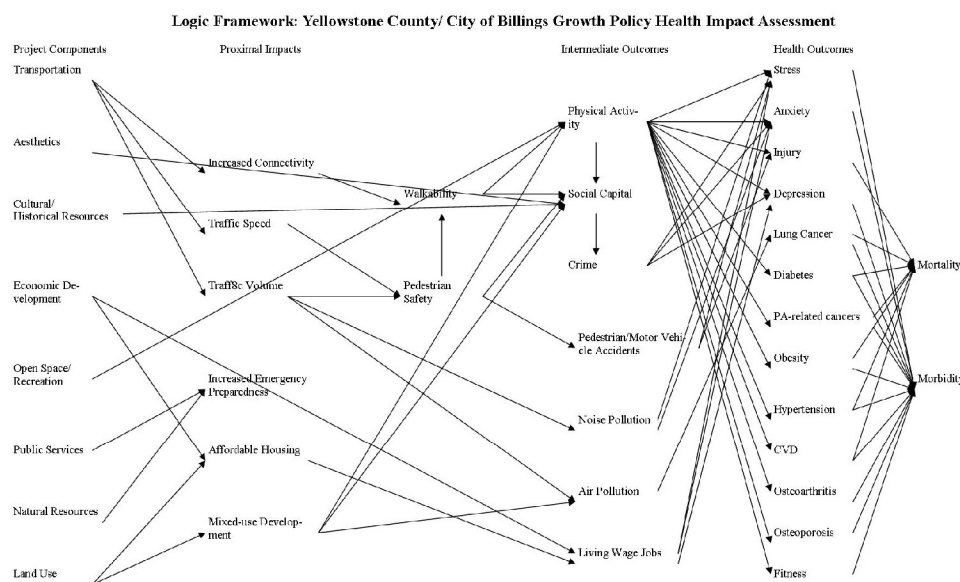 Logic Framework: Yellowstone County/ City of Billings Growth Policy Health Impact Assessment
Project Components
Transportation
Aesthetics
Cultural/
Historical Resources
Economic De-
velopment
Open Space/
Recreation
Public Services
Natural Resources
Land Use
Proximal Impacts
Increased Connectivity
Traffic Speed
Traff8c Volume
Increased Emergency
Preparedness
Affordable Housing
Mixed-use Develop-
ment
Walkability
Pedestrian
Safety
Intermediate Outcomes
Physical Activ-
ity
Social Capital
Crime
Pedestrian/Motor Vehi-
cle Accidents
Noise Pollution
Air Pollution
Living Wage Jobs
Health Outcomes
Stress
Anxiety
Injury
Depression
Lung Cancer
Diabetes
PA-related cancers
Obesity
Hypertension
CVD
Ostcoarthritis
Osteoporosis
Fitness
Mortality
Morbidity